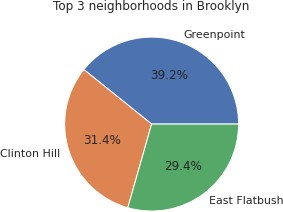 Top 3 neighborhoods in Brooklyn
Greenpoint
39.2%
31.4%
Clinton Hill
29.4%
East Flatbush